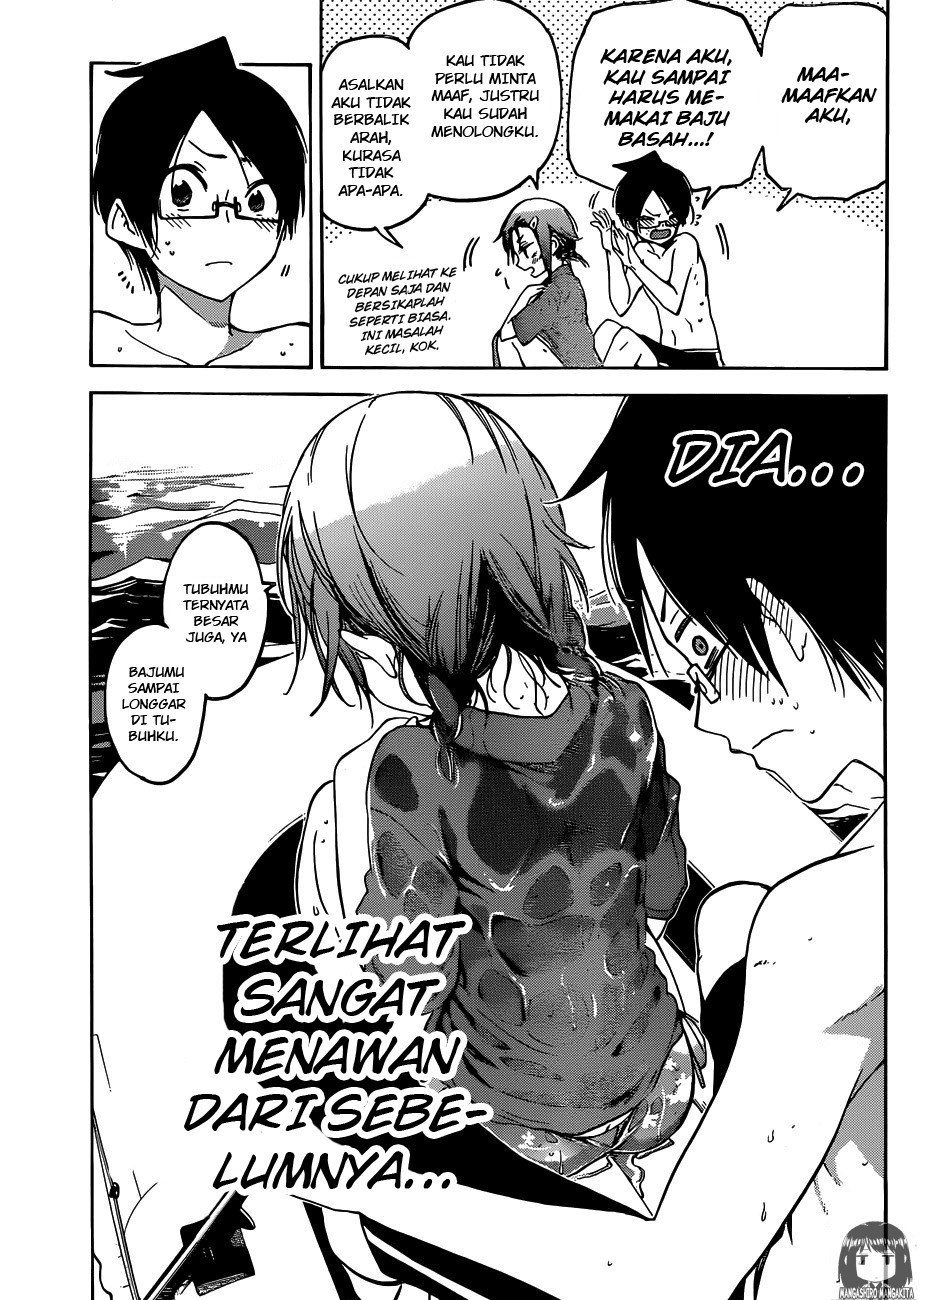 MAA-
MAAFKAN
AKU,
KARENA AKU,
KAU SAMPAI
HARUS ME-
MAKAI BAJU
BASAH...!
KAU TIDAK
PERLU MINTA
MAAF, JUSTRU
KAU SUDAH
MENOLONGKU.
ASALKAN
AKU TIDAK
BERBALIK
ARAH,
KURASA
TIDAK
APA-APA.
CUKUP MELIHAT KE
DEPAN SAJA DAN
BERSIKAPLAH
SEPERTI BIASA.
INI MASALAH
KECIL, KOK.
DIA...
TUBUHMU
TERNYATA
BESAR
JUGA, YA
BAJUMU
SAMPAI
LONGGAR
DI TU-
BUHKU.
TERLIHAT
SANGAT
MENAWAN
DARI SEBE-
LUMNYA...
MANGASHIRO MANGAKITA